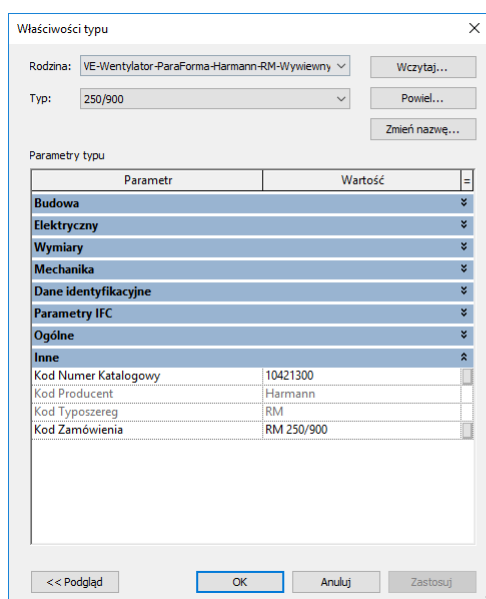 Właściwości typu
Rodzina: VE-Wentylator-ParaForma-Harmann-RM-Wywiewny Wczytaj...
Typ: 250/900 Powiel...
Zmień nazwę...
Parametry typu
Parametr Wartość =
Budowa
Elektryczny
Wymiary
Mechanika
Dane identyfikacyjne
Parametry IFC
Ogólne
Inne
Kod Numer Katalogowy 10421300
Kod Producent Harmann
Kod Typoszereg RM
Kod Zamówienia RM 250/900
<< Podgląd OK Anuluj Zastosuj